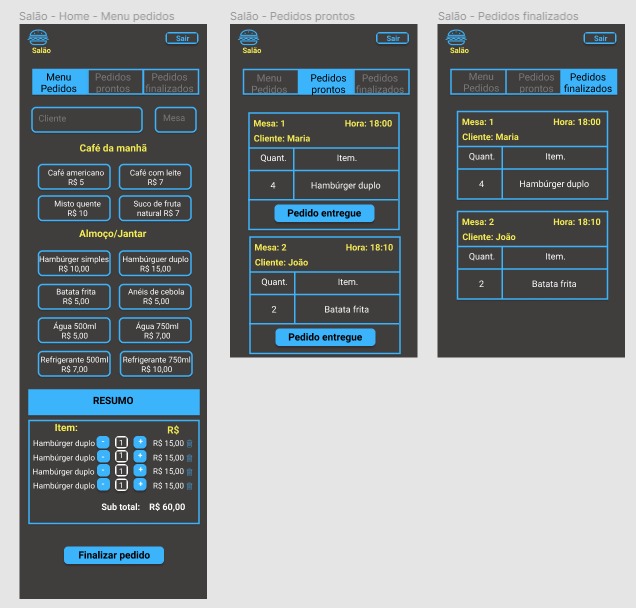 Salão - Home - Menu pedidos
Salão
Sair
Menu Pedidos
Pedidos prontos
Pedidos finalizados
Cliente
Mesa
Café da manhã
Café americano
R$ 5
Café com leite
R$ 7
Misto quente
R$ 10
Suco de fruta
natural R$ 7
Almoço/Jantar
Hambúrger simples
R$ 10,00
Hambúrguer duplo
R$ 15,00
Batata frita
R$ 5,00
Anéis de cebola
R$ 5,00
Água 500ml
R$ 5,00
Água 750ml
R$ 7,00
Refrigerante 500ml
R$ 7,00
Refrigerante 750ml
R$ 10,00
RESUMO
Item: R$
Hambúrger duplo - 1 + R$ 15,00
Hambúrger duplo - 1 + R$ 15,00
Hambúrger duplo - 1 + R$ 15,00
Hambúrger duplo - 1 + R$ 15,00
Sub total: R$ 60,00
Finalizar pedido
Salão - Pedidos prontos
Salão
Sair
Menu Pedidos
Pedidos prontos
Pedidos finalizados
Mesa: 1 Hora: 18:00
Cliente: Maria
Quant. Item.
4 Hambúrger duplo
Pedido entregue
Mesa: 2 Hora: 18:10
Cliente: João
Quant. Item.
2 Batata frita
Pedido entregue
Salão - Pedidos finalizados
Salão
Sair
Menu Pedidos
Pedidos prontos
Pedidos finalizados
Mesa: 1 Hora: 18:00
Cliente: Maria
Quant. Item.
4 Hambúrger duplo
Mesa: 2 Hora: 18:10
Cliente: João
Quant. Item.
2 Batata frita